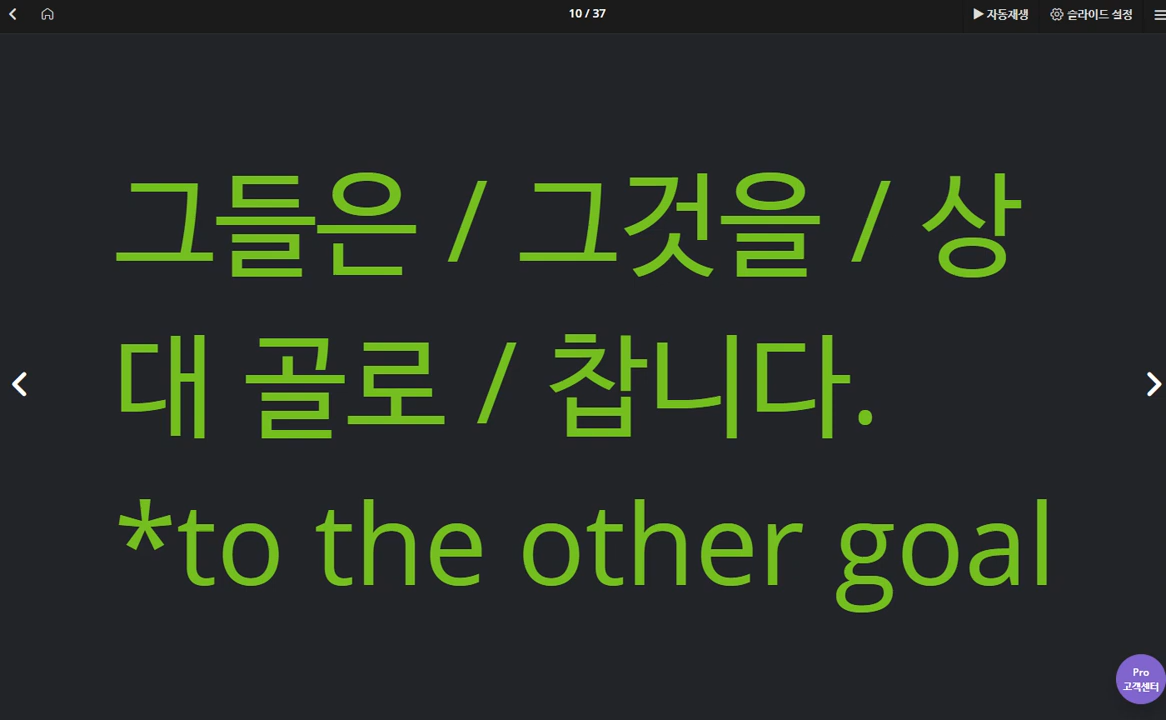 10 / 37
▶ 자동재생
슬라이드 설정
그들은 / 그것을 / 상
대 골로 / 찹니다.
*to the other goal
Pro
고객센터